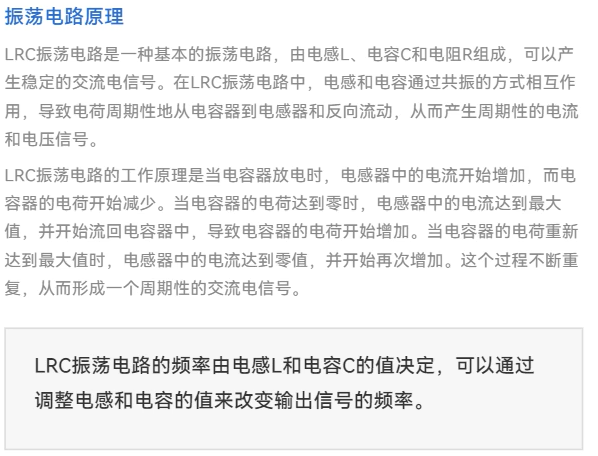 振荡电路原理
LRC振荡电路是一种基本的振荡电路，由电感L、电容C和电阻R组成，可以产
生稳定的交流电信号。在LRC振荡电路中，电感和电容通过共振的方式相互作
用，导致电荷周期性地从电容器到电感器和反向流动，从而产生周期性的电流
和电压信号。
LRC振荡电路的工作原理是当电容器放电时，电感器中的电流开始增加，而电
容器的电荷开始减少。当电容器的电荷达到零时，电感器中的电流达到最大
值，并开始流回电容器中，导致电容器的电荷开始增加。当电容器的电荷重新
达到最大值时，电感器中的电流达到零值，并开始再次增加。这个过程不断重
复，从而形成一个周期性的交流电信号。
LRC振荡电路的频率由电感L和电容C的值决定，可以通过
调整电感和电容的值来改变输出信号的频率。